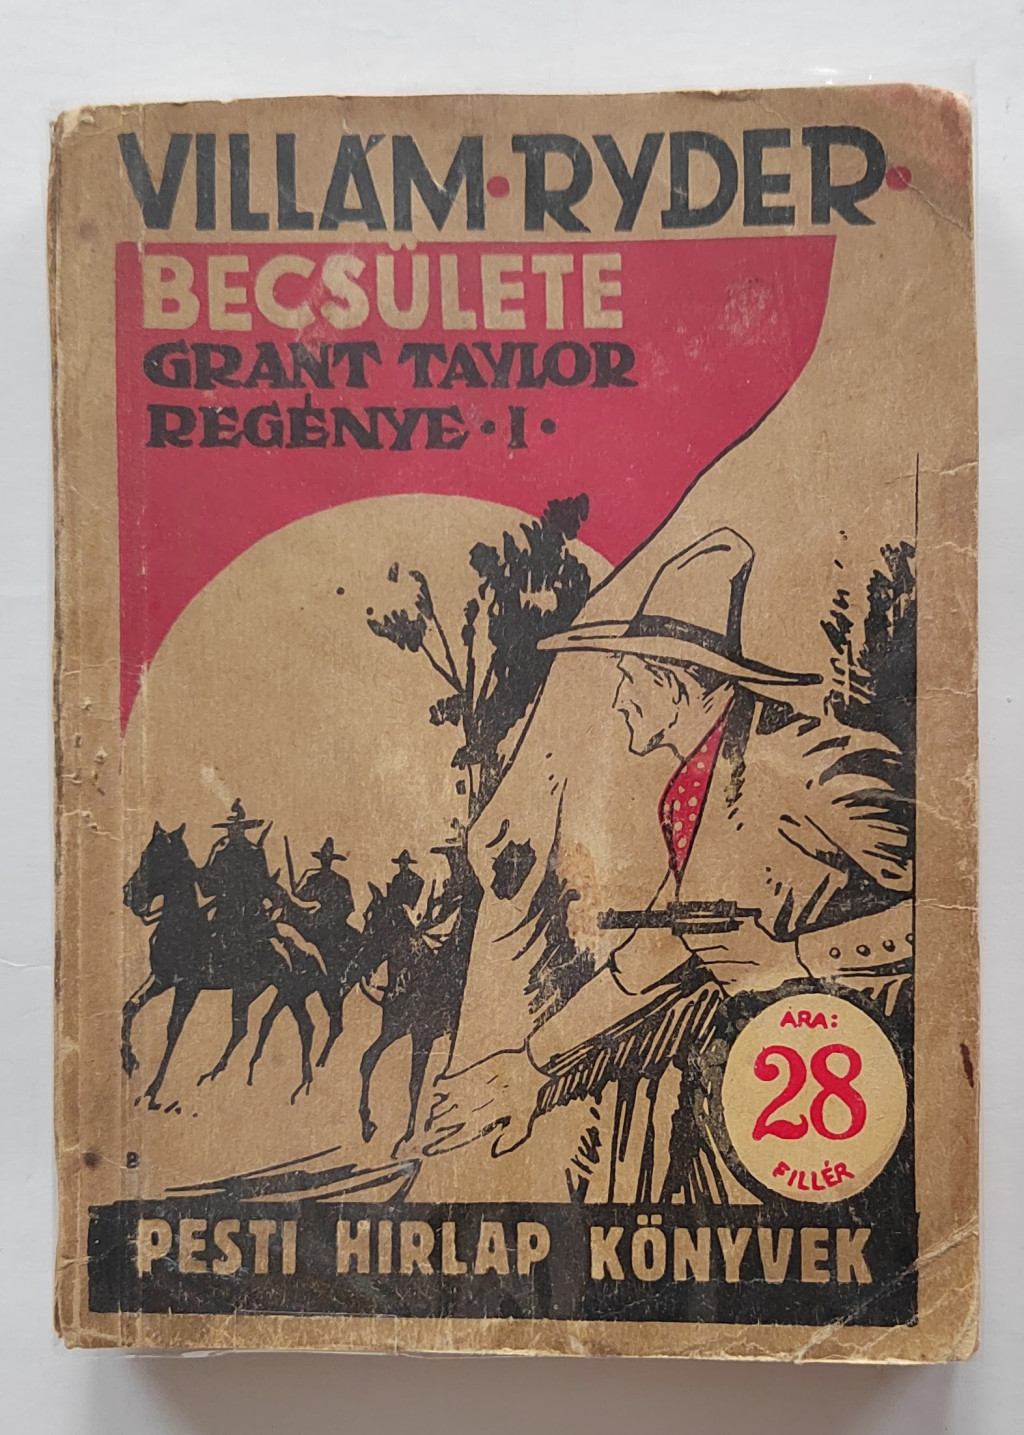 VILLÁM · RYDER ·
BECSÜLETE
GRANT TAYLOR
REGÉNYE · I ·
ÁRA:
28
FILLÉR
B
PESTI HIRLAP KÖNYVEK